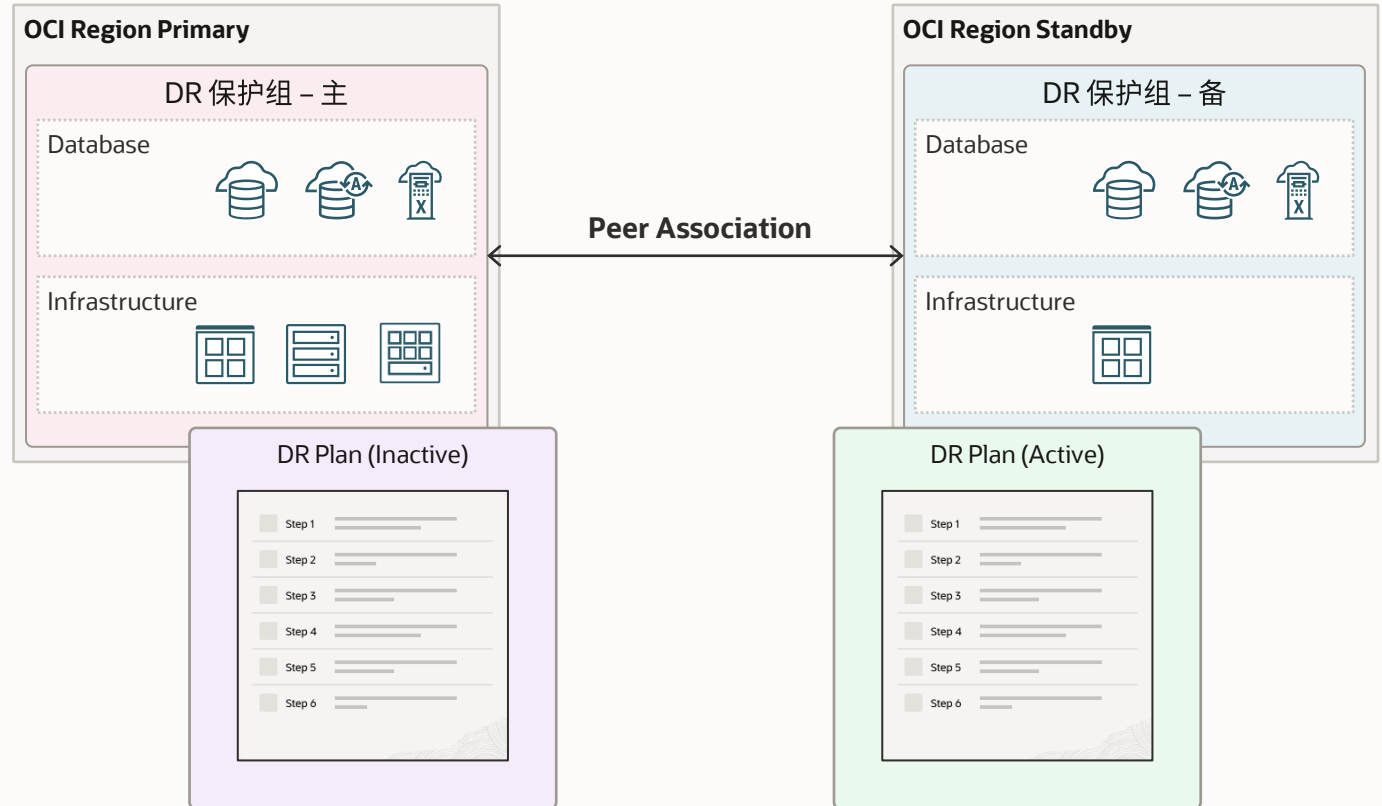 OCI Region Primary
DR 保护组 – 主
Database
A
X
Infrastructure
DR Plan (Inactive)
Step 1
Step 2
Step 3
Step 4
Step 5
Step 6
Peer Association
OCI Region Standby
DR 保护组 – 备
Database
A
X
Infrastructure
DR Plan (Active)
Step 1
Step 2
Step 3
Step 4
Step 5
Step 6